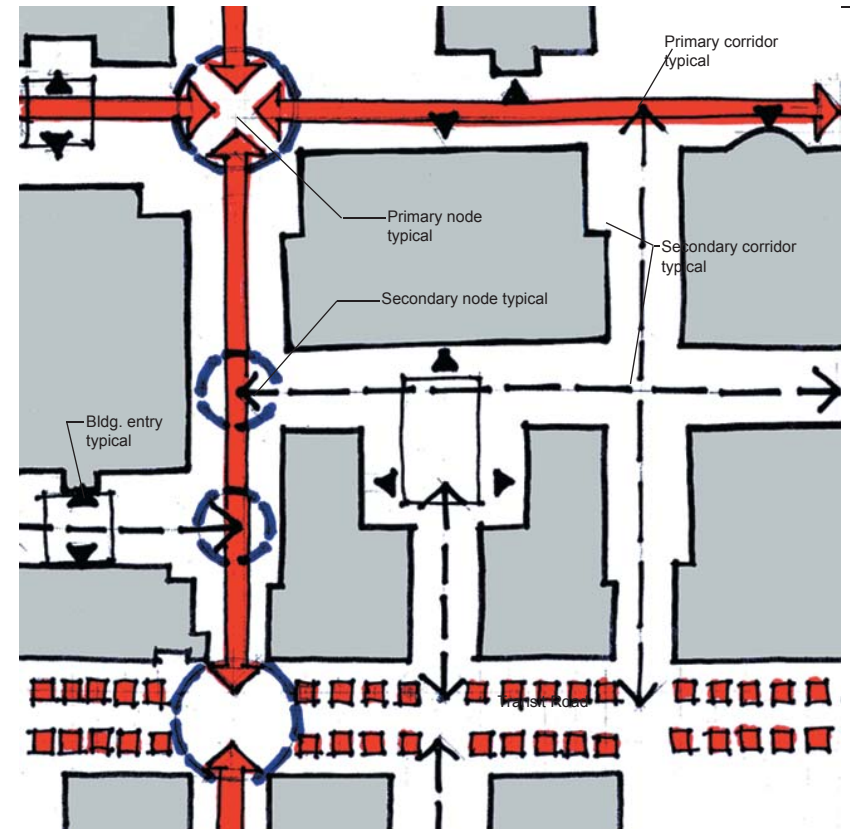 Primary corridor
typical
Primary node
typical
Secondary corridor
typical
Secondary node typical
Bldg. entry
typical
Transit Road